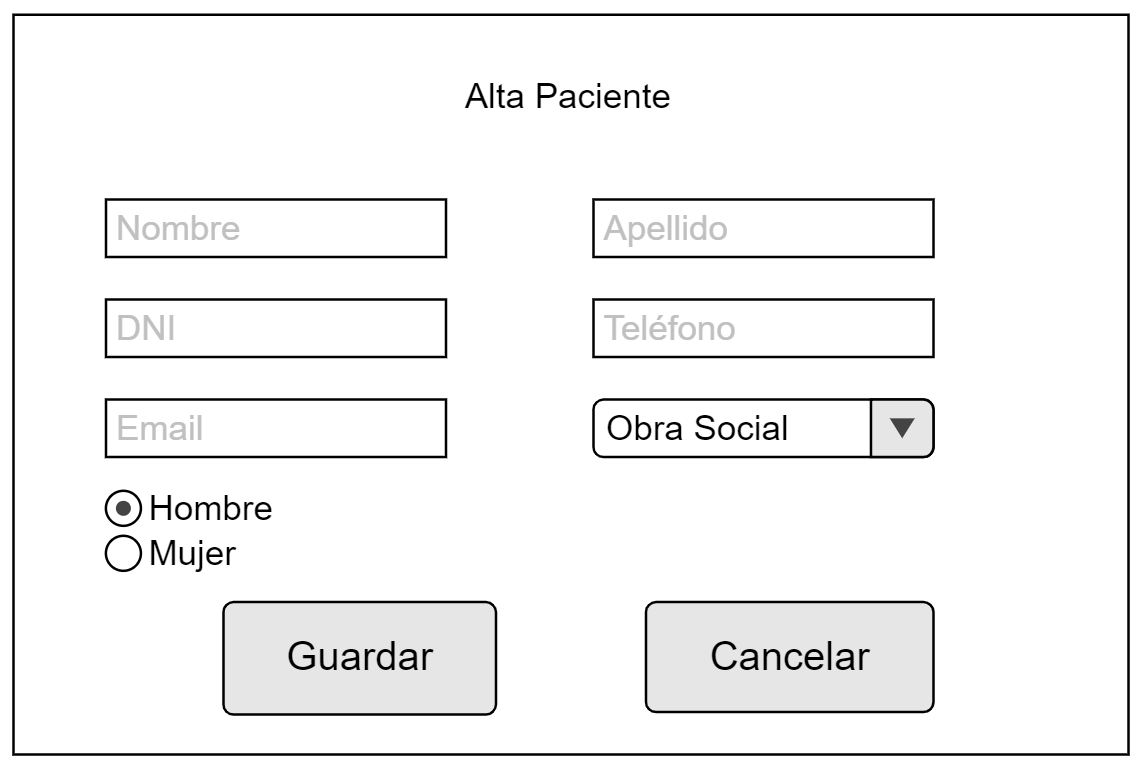 Alta Paciente
Nombre
Apellido
DNI
Teléfono
Email
Obra Social
Hombre
Mujer
Guardar
Cancelar